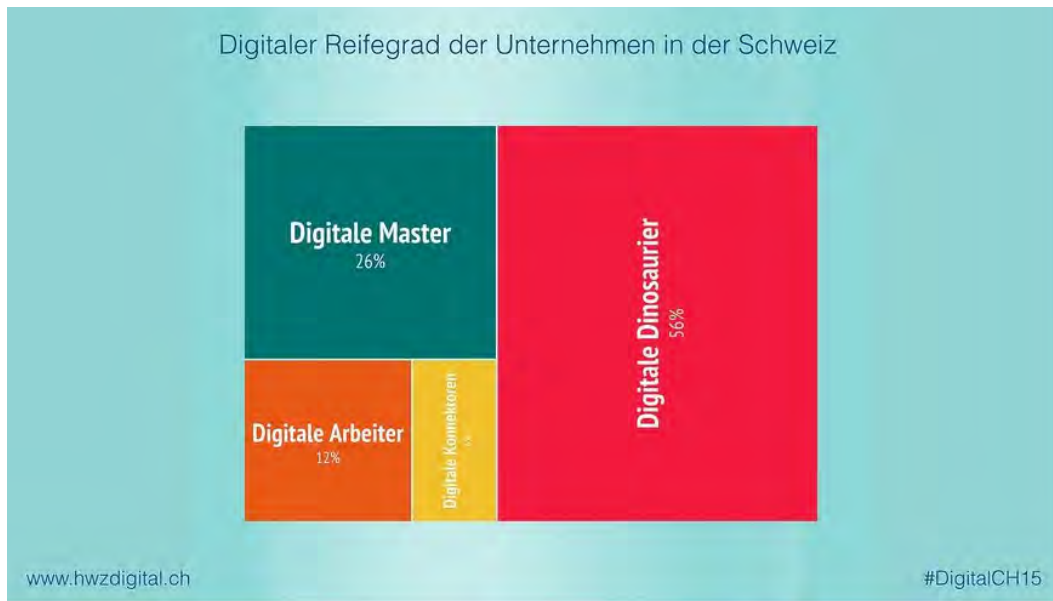 Digitaler Reifegrad der Unternehmen in der Schweiz
Digitale Master
26%
Digitale Dinosaurier
56%
Digitale Arbeiter
12%
Digitale Konnektoren
www.hwzdigital.ch
#DigitalCH15